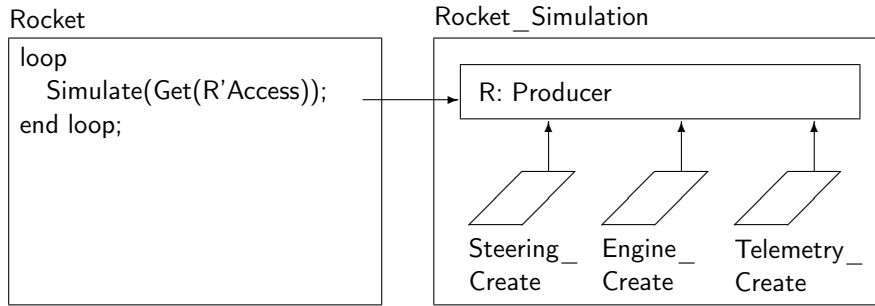 Rocket
loop
Simulate(Get(R'Access));
end loop;
Rocket_Simulation
R: Producer
Steering_
Create
Engine_
Create
Telemetry_
Create